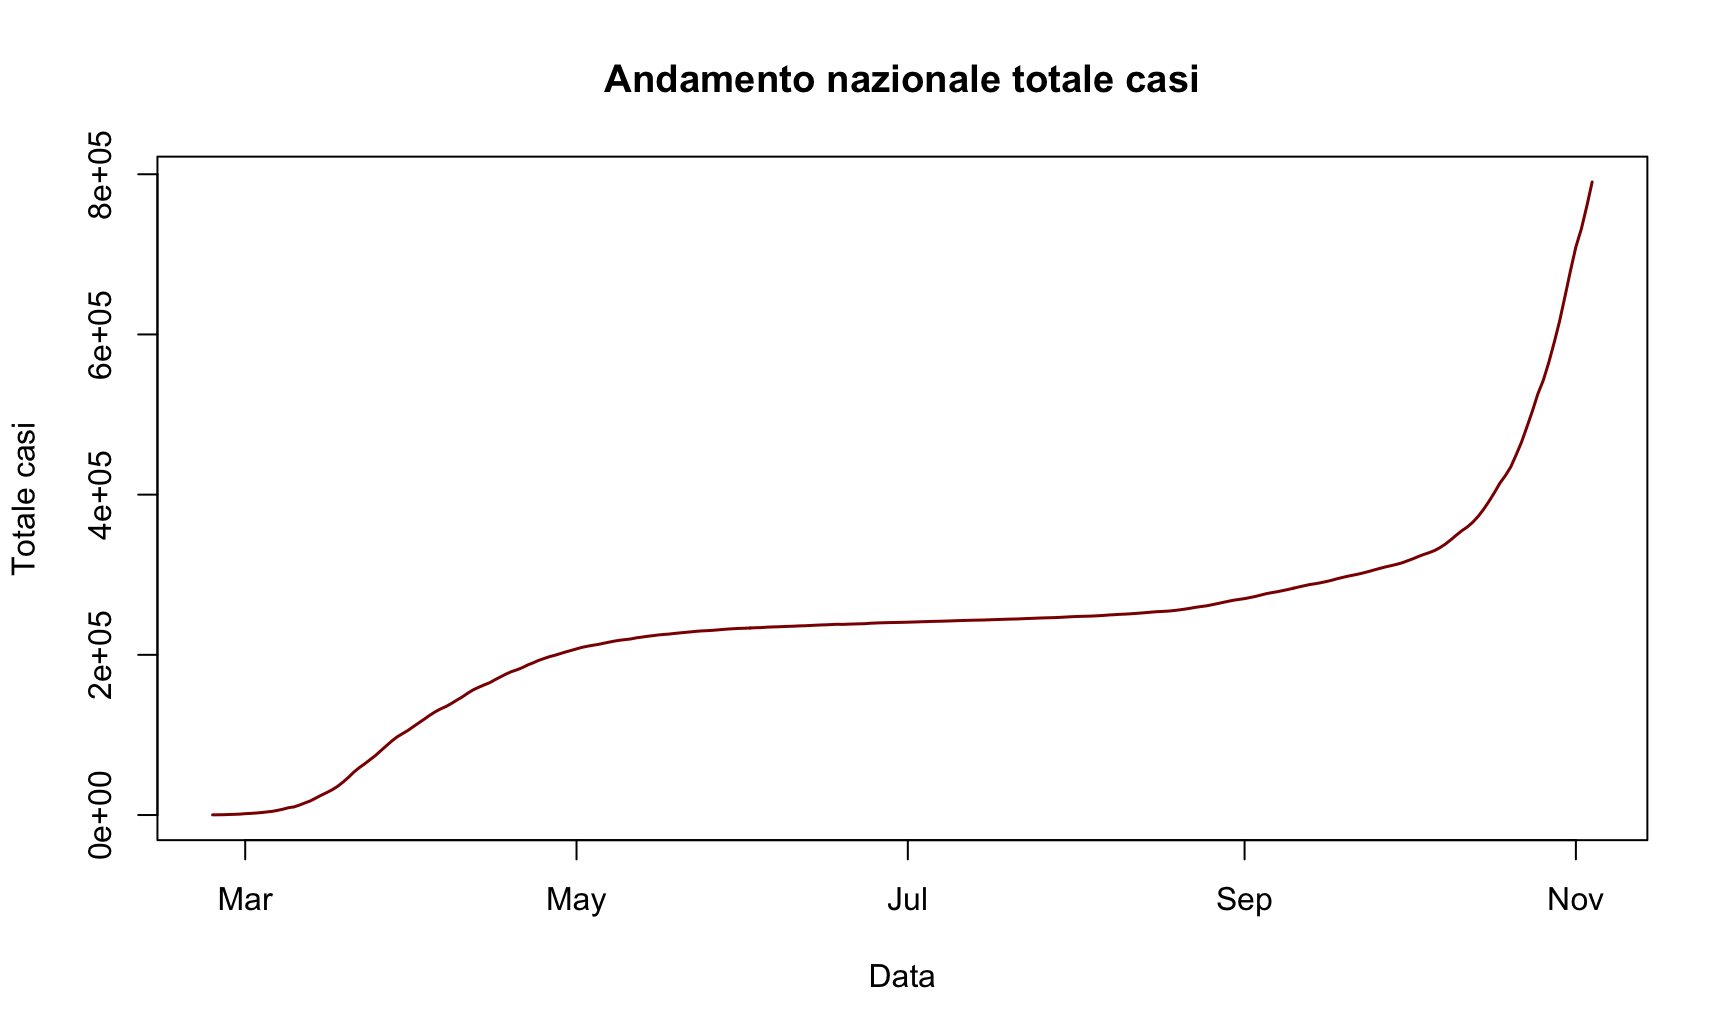 Andamento nazionale totale casi
Totale casi
8e+05
6e+05
4e+05
2e+05
0e+00
Mar May Jul Sep Nov
Data